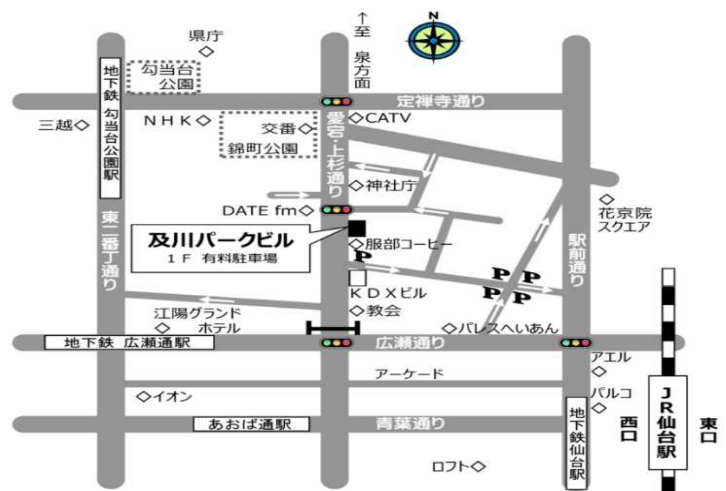 県庁
↑至 泉方面
N
勾当台
公園
地下鉄 勾当台公園駅
定禅寺通り
三越
NHK
交番
錦町公園
CATV
愛宕・上杉通り
神社庁
DATE fm
花京院
スクエア
東二番丁通り
及川パークビル
1F 有料駐車場
服部コーヒー
駅前通り
P
P
P
P
P
KDXビル
江陽グランド
ホテル
教会
パレスへいあん
地下鉄 広瀬通駅
広瀬通り
アエル
アーケード
イオン
パルコ
あおば通駅
青葉通り
地下鉄仙台駅
西口
JR仙台駅
東口
ロフト